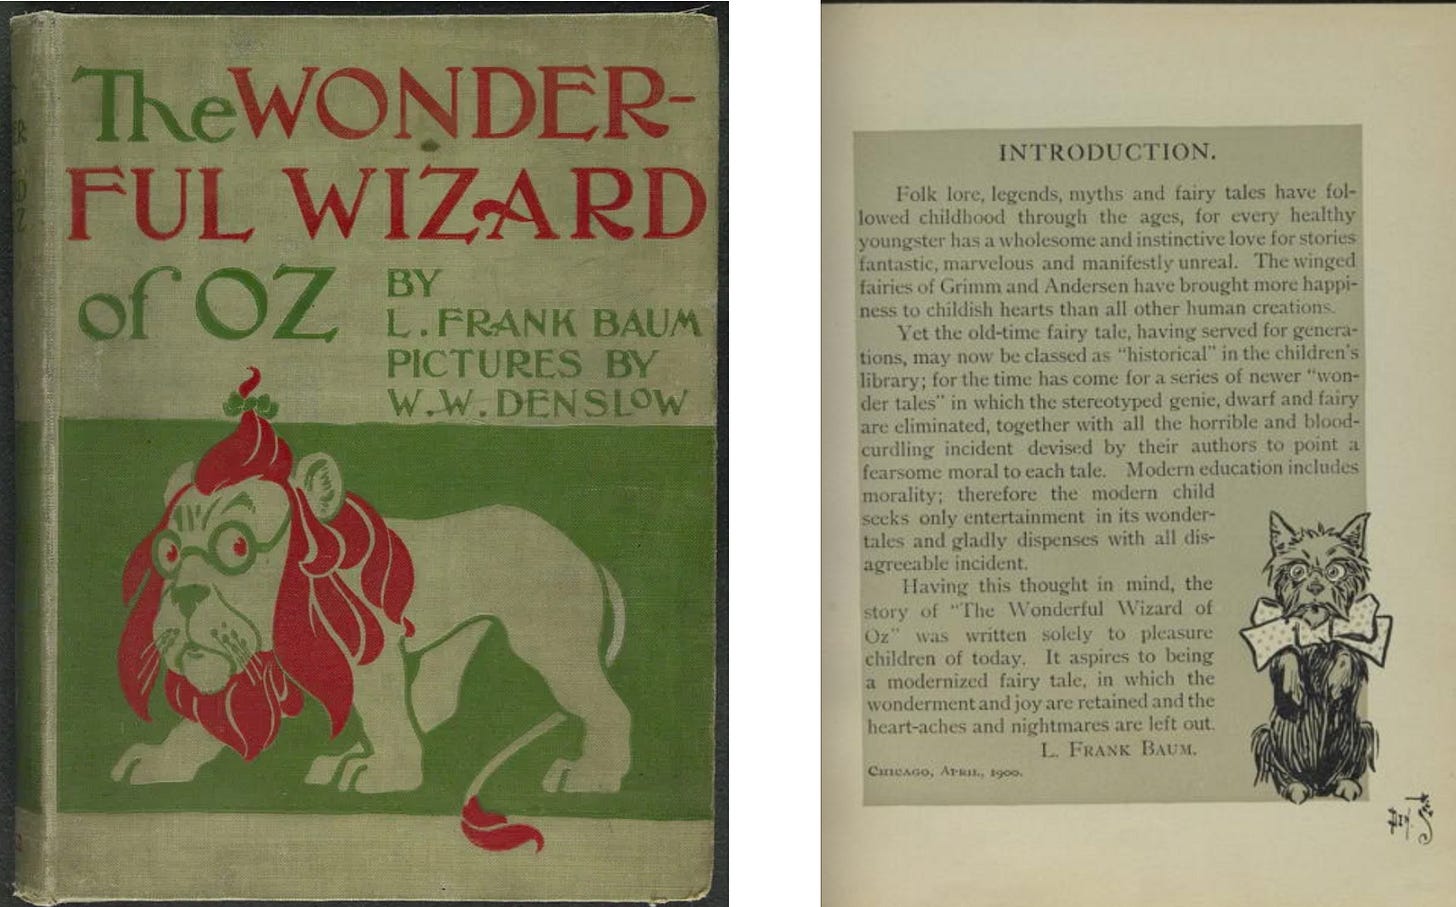 The WONDER-
FUL WIZARD
of OZ
BY
L. FRANK BAUM
PICTURES BY
W. W. DENSLOW
INTRODUCTION.
Folk lore, legends, myths and fairy tales have fol-
lowed childhood through the ages, for every healthy
youngster has a wholesome and instinctive love for stories
fantastic, marvelous and manifestly unreal. The winged
fairies of Grimm and Andersen have brought more happi-
ness to childish hearts than all other human creations.
Yet the old-time fairy tale, having served for genera-
tions, may now be classed as "historical" in the children's
library; for the time has come for a series of newer "won-
der tales" in which the stereotyped genie, dwarf and fairy
are eliminated, together with all the horrible and blood-
curdling incident devised by their authors to point a
fearsome moral to each tale. Modern education includes
morality; therefore the modern child
seeks only entertainment in its wonder-
tales and gladly dispenses with all dis-
agreeable incident.
Having this thought in mind, the
story of "The Wonderful Wizard of
Oz" was written solely to pleasure
children of today. It aspires to being
a modernized fairy tale, in which the
wonderment and joy are retained and the
heart-aches and nightmares are left out.
L. FRANK BAUM.
CHICAGO, APRIL, 1900.